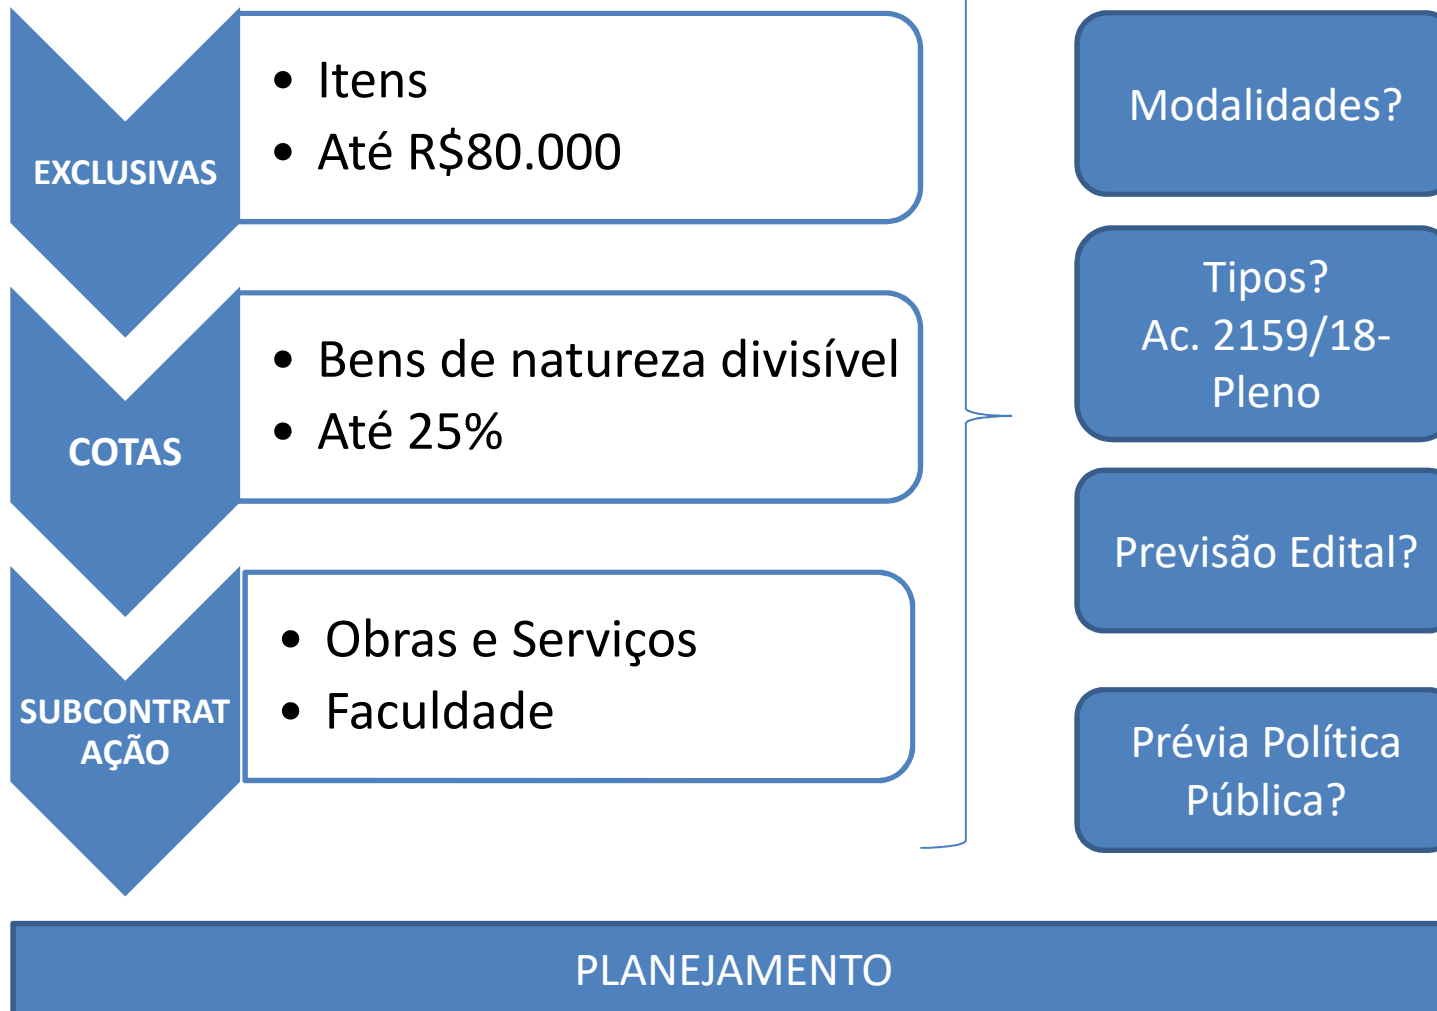 EXCLUSIVAS
• Itens
• Até R$80.000
COTAS
• Bens de natureza divisível
• Até 25%
SUBCONTRAT
AÇÃO
• Obras e Serviços
• Faculdade
Modalidades?
Tipos?
Ac. 2159/18-
Pleno
Previsão Edital?
Prévia Política
Pública?
PLANEJAMENTO